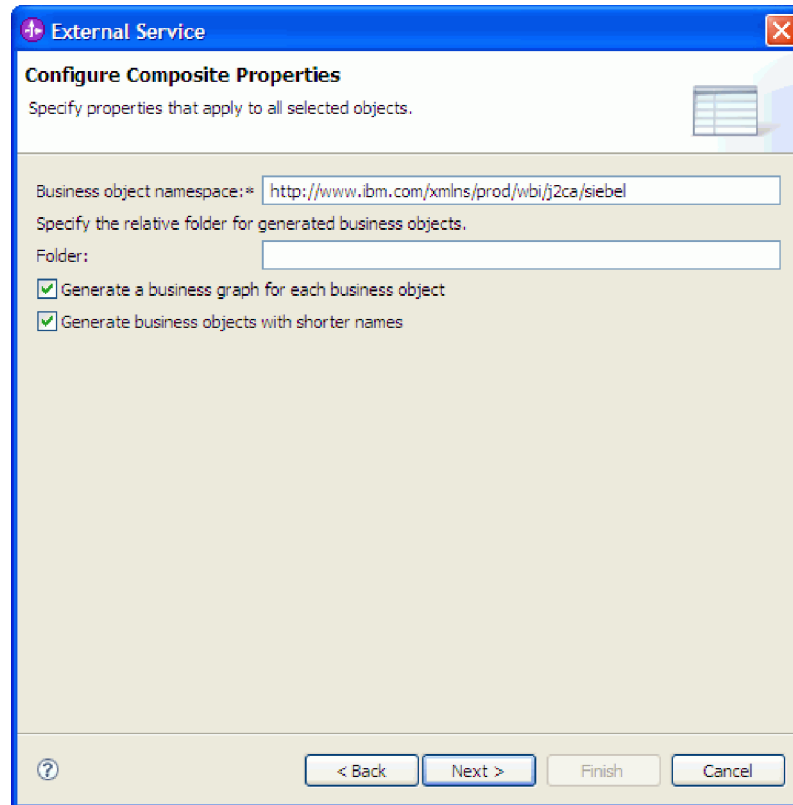 External Service
Configure Composite Properties
Specify properties that apply to all selected objects.
Business object namespace:* http://www.ibm.com/xmlns/prod/wbi/j2ca/siebel
Specify the relative folder for generated business objects.
Folder:
Generate a business graph for each business object
Generate business objects with shorter names
? < Back Next > Finish Cancel